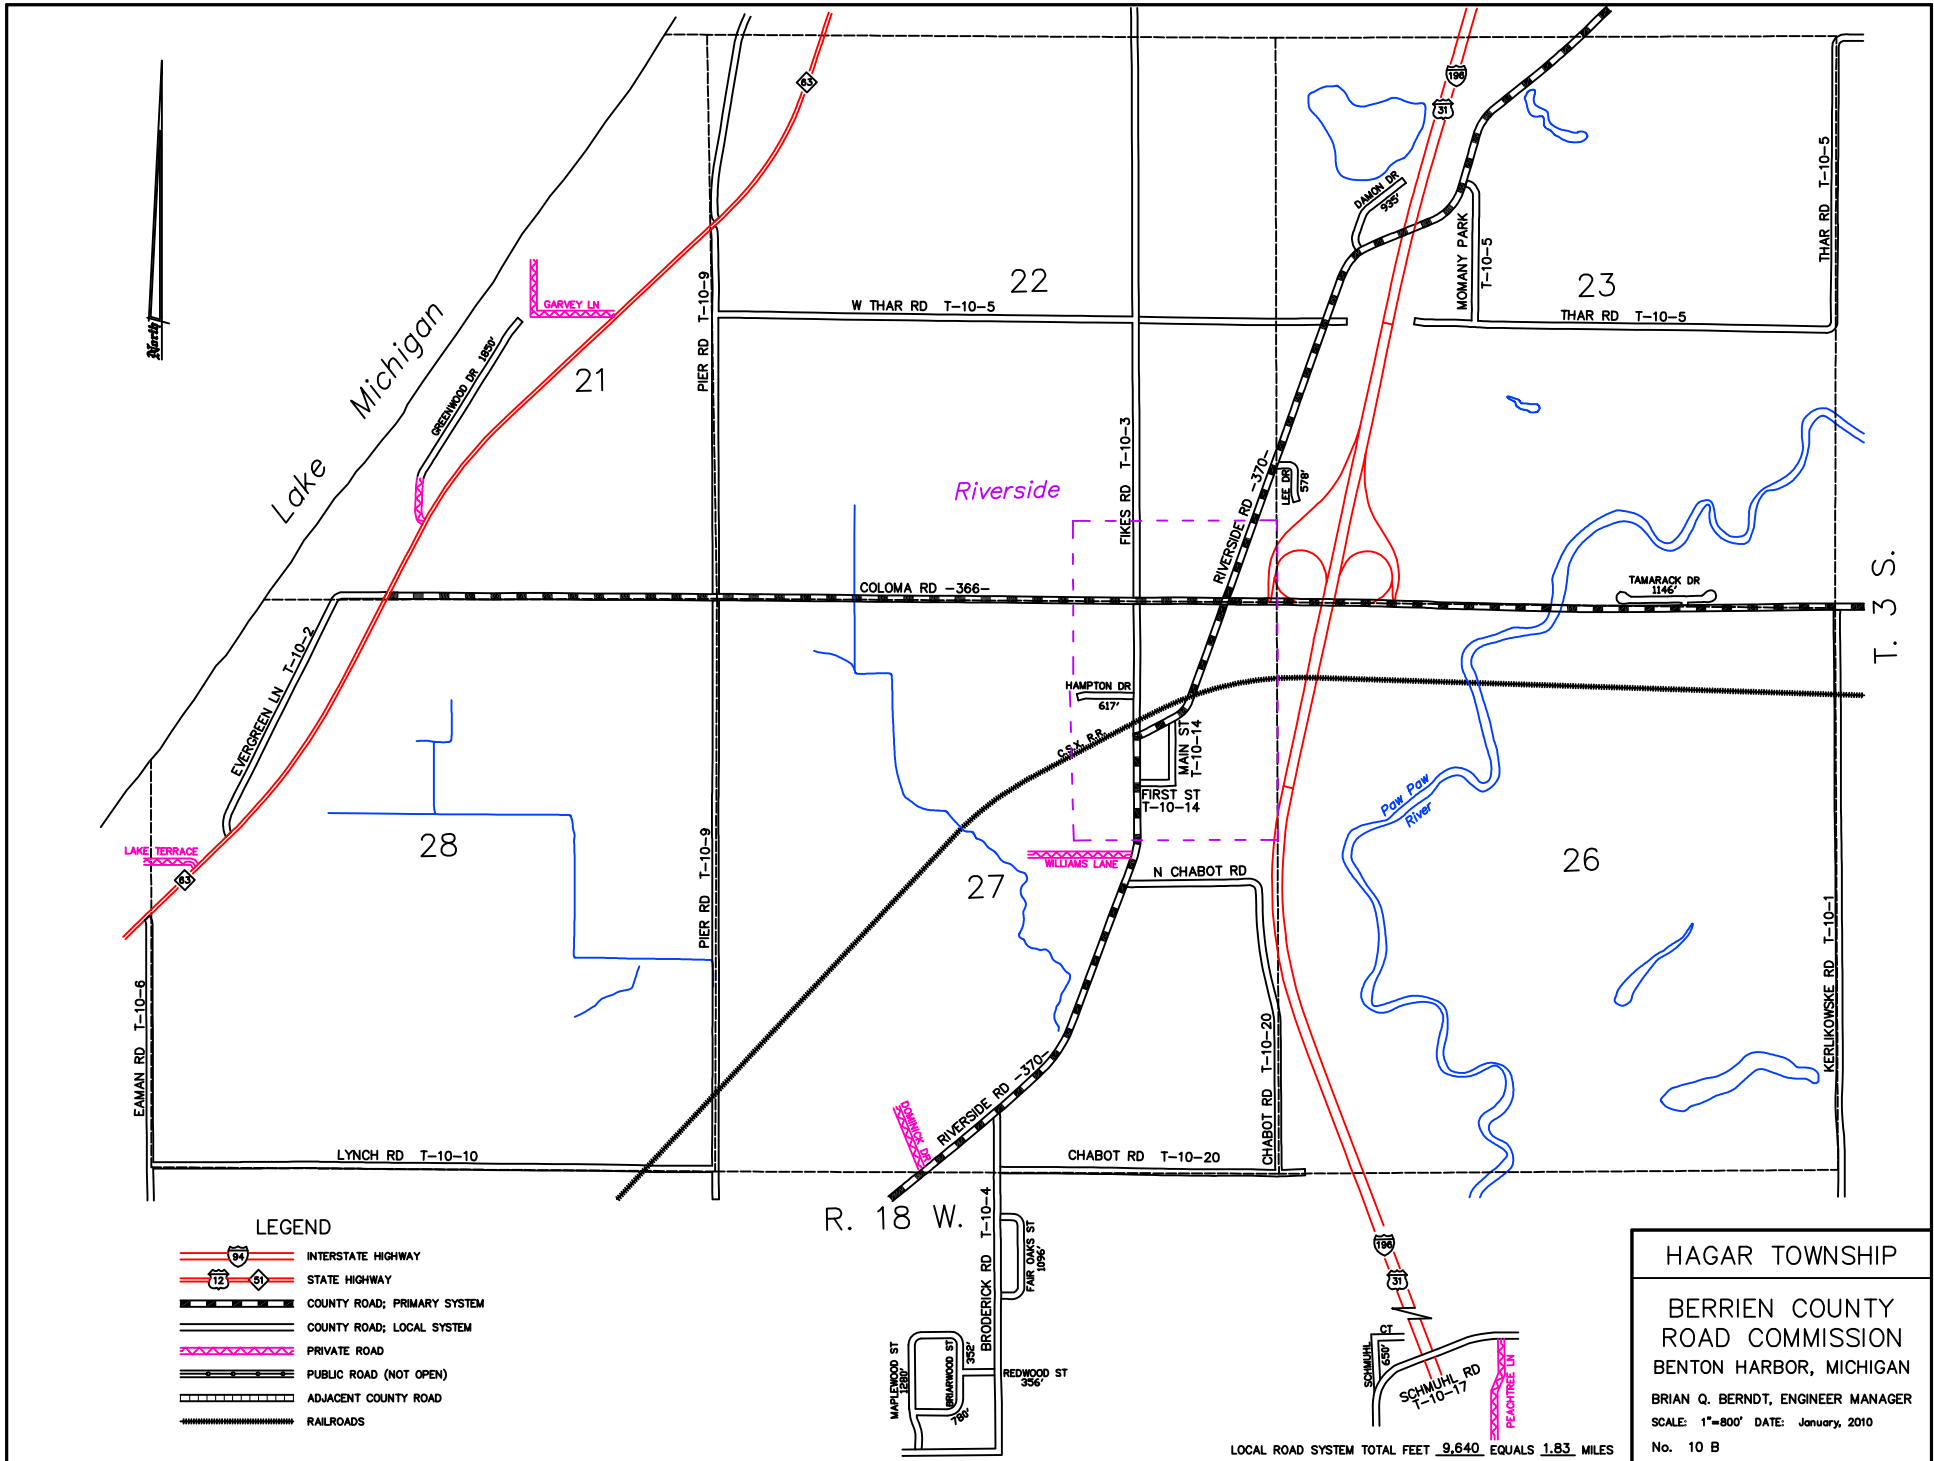 63
196
31
DAMON DR
935'
MOMANY PARK
T-10-5
THAR RD T-10-5
22
23
PIER RD T-10-9
GARVEY LN
W THAR RD T-10-5
THAR RD T-10-5
North
Lake Michigan
GREENWOOD DR 1850'
21
FIKES RD T-10-3
Riverside
RIVERSIDE RD -370-
LEE DR
578'
COLOMA RD -366-
TAMARACK DR
1146'
T. 3 S.
EVERGREEN LN T-10-2
HAMPTON DR
617'
C.S.X. R.R.
MAIN ST
T-10-14
FIRST ST
T-10-14
Paw Paw
River
28
LAKE TERRACE
63
PIER RD T-10-9
27
WILLIAMS LANE
N CHABOT RD
26
EAMAN RD T-10-6
KERLIKOWSKE RD T-10-1
CHABOT RD T-10-20
DOMINICK DR
RIVERSIDE RD -370-
LYNCH RD T-10-10
CHABOT RD T-10-20
R. 18 W.
BRODERICK RD T-10-4
FAIR OAKS ST
1096'
MAPLEWOOD ST
1280'
BRIARWOOD ST
352'
780'
REDWOOD ST
356'
196
31
SCHMUHL
CT
650'
SCHMUHL RD
T-10-17
PEACHTREE LN
LEGEND
94
INTERSTATE HIGHWAY
12
51
STATE HIGHWAY
COUNTY ROAD; PRIMARY SYSTEM
COUNTY ROAD; LOCAL SYSTEM
PRIVATE ROAD
PUBLIC ROAD (NOT OPEN)
ADJACENT COUNTY ROAD
RAILROADS
LOCAL ROAD SYSTEM TOTAL FEET 9,640 EQUALS 1.83 MILES
HAGAR TOWNSHIP
BERRIEN COUNTY
ROAD COMMISSION
BENTON HARBOR, MICHIGAN
BRIAN Q. BERNDT, ENGINEER MANAGER
SCALE: 1"=800' DATE: January, 2010
No. 10 B